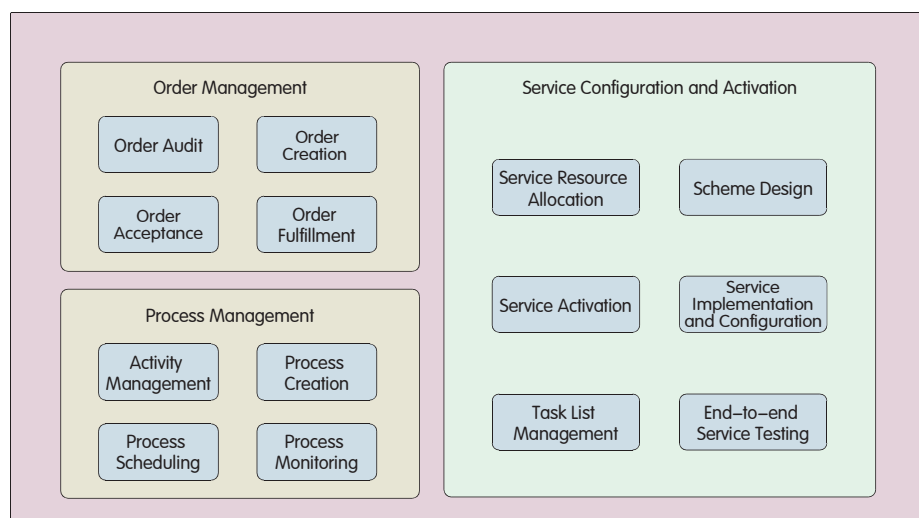 Order Management
Order Audit
Order
Creation
Order
Acceptance
Order
Fulfillment
Process Management
Activity
Management
Process
Creation
Process
Scheduling
Process
Monitoring
Service Configuration and Activation
Service Resource
Allocation
Scheme Design
Service Activation
Service
Implementation
and Configuration
Task List
Management
End–to–end
Service Testing